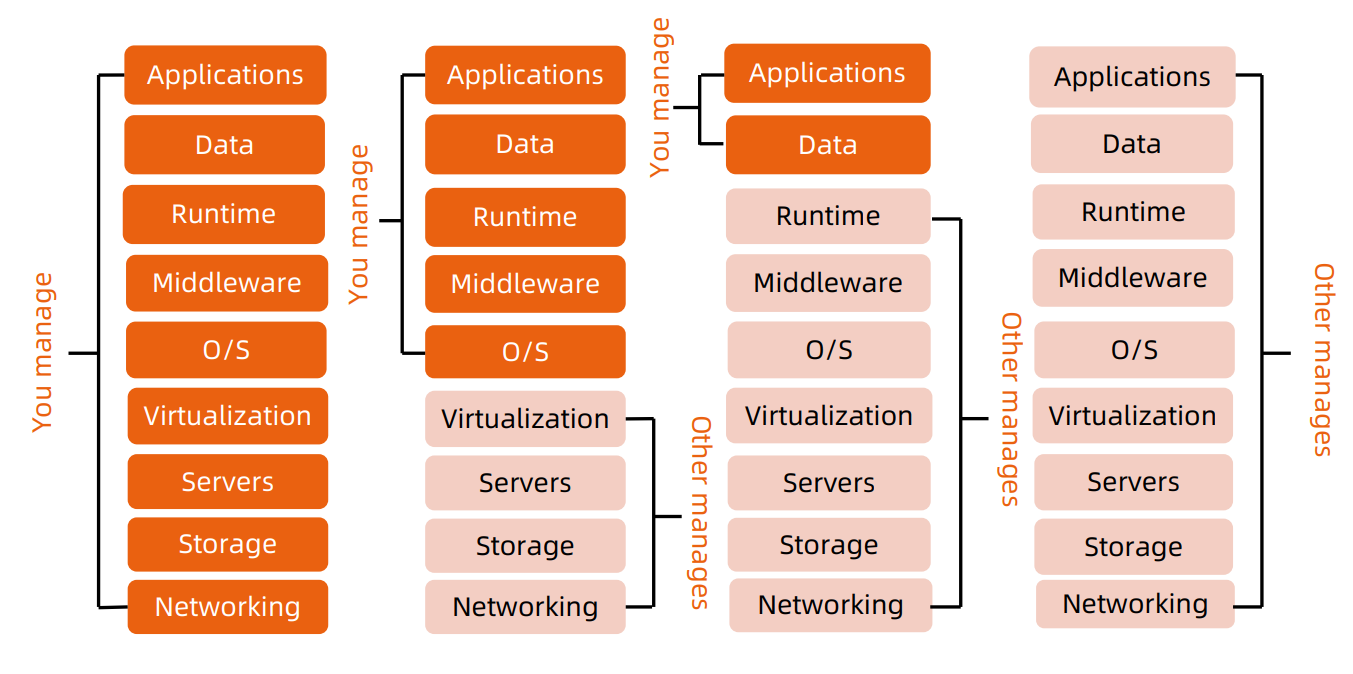 You manage
Applications
Data
Runtime
Middleware
O/S
Virtualization
Servers
Storage
Networking
You manage
Applications
Data
Runtime
Middleware
O/S
Virtualization
Servers
Storage
Networking
Other manages
You manage
Applications
Data
Runtime
Middleware
O/S
Virtualization
Servers
Storage
Networking
Other manages
Applications
Data
Runtime
Middleware
O/S
Virtualization
Servers
Storage
Networking
Other manages